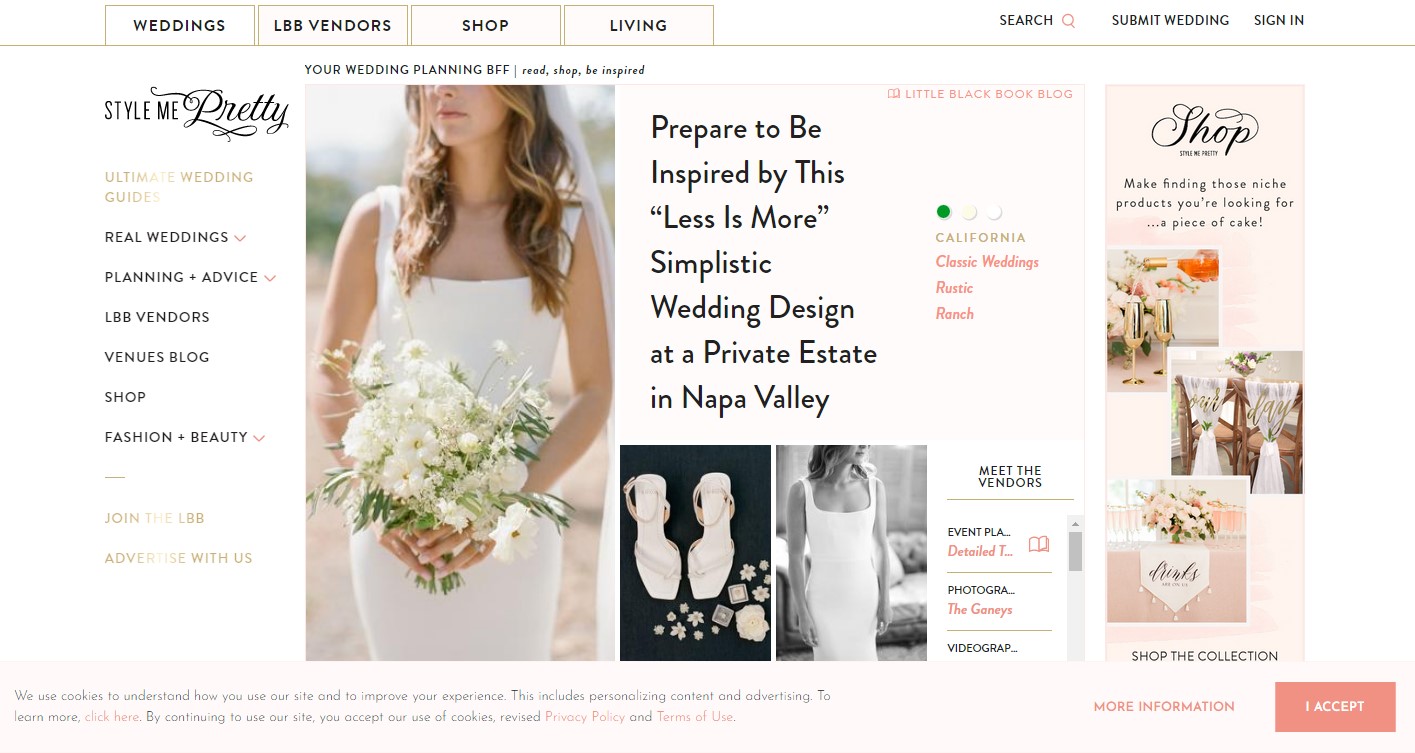 WEDDINGS
LBB VENDORS
SHOP
LIVING
SEARCH
SUBMIT WEDDING
SIGN IN
YOUR WEDDING PLANNING BFF | read, shop, be inspired
STYLE ME Pretty
ULTIMATE WEDDING
GUIDES
REAL WEDDINGS
PLANNING + ADVICE
LBB VENDORS
VENUES BLOG
SHOP
FASHION + BEAUTY
JOIN THE LBB
ADVERTISE WITH US
LITTLE BLACK BOOK BLOG
Prepare to Be
Inspired by This
“Less Is More”
Simplistic
Wedding Design
at a Private Estate
in Napa Valley
CALIFORNIA
Classic Weddings
Rustic
Ranch
MEET THE
VENDORS
EVENT PLA...
Detailed T...
PHOTOGRA...
The Ganeys
VIDEOGRAP...
Shop
STYLE ME PRETTY
Make finding those niche
products you’re looking for
...a piece of cake!
our day
drinks
ARE ON US
SHOP THE COLLECTION
We use cookies to understand how you use our site and to improve your experience. This includes personalizing content and advertising. To
learn more, click here. By continuing to use our site, you accept our use of cookies, revised Privacy Policy and Terms of Use.
MORE INFORMATION
I ACCEPT